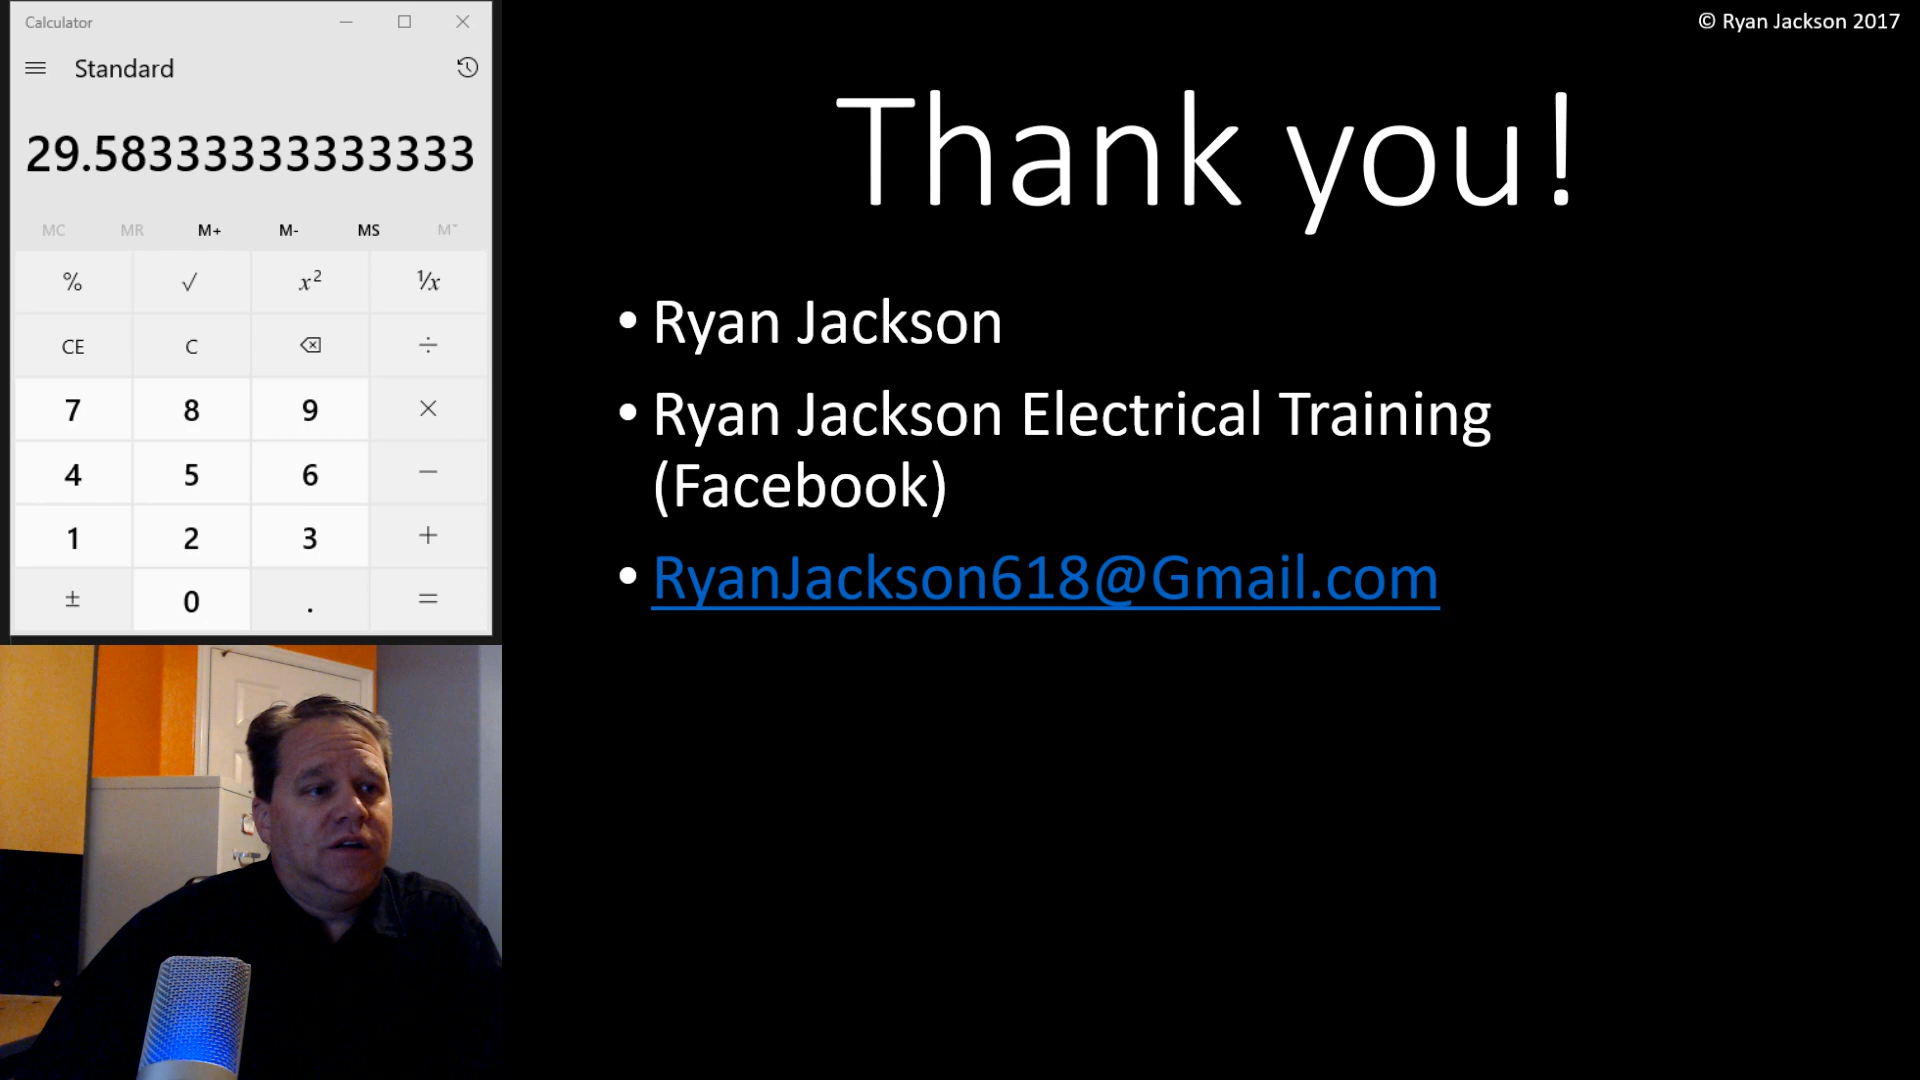 Calculator
Standard
29.58333333333333
MC MR M+ M- MS M˅
% √ x² ¹/x
CE C ÷
7 8 9 ×
4 5 6 −
1 2 3 +
± 0 . =
© Ryan Jackson 2017
Thank you!
• Ryan Jackson
• Ryan Jackson Electrical Training
(Facebook)
• RyanJackson618@Gmail.com